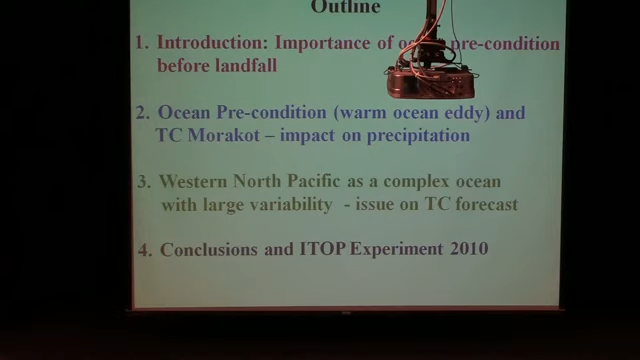 Outline
1. Introduction: Importance of pre-condition
before landfall
2. Ocean Pre-condition (warm ocean eddy) and
TC Morakot – impact on precipitation
3. Western North Pacific as a complex ocean
with large variability - issue on TC forecast
4. Conclusions and ITOP Experiment 2010